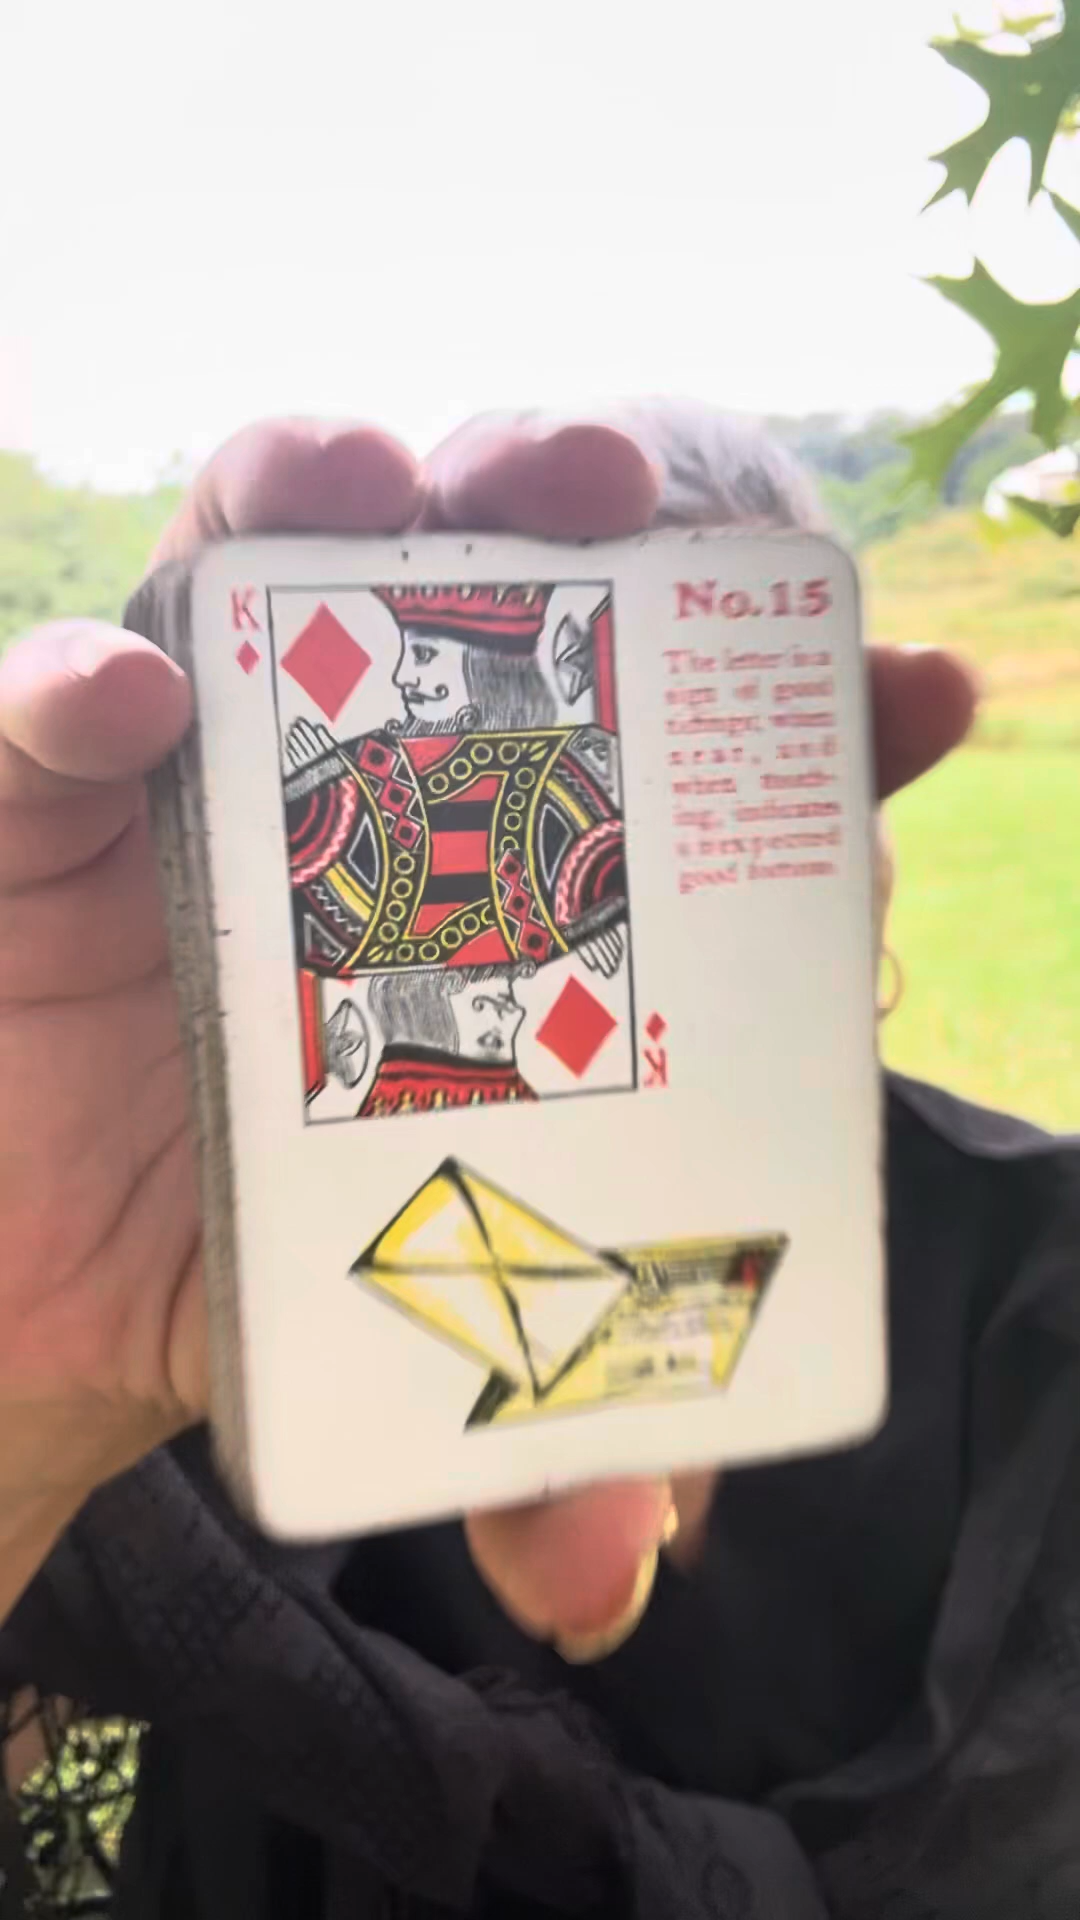 K
No.15
The letter is a
sign of good
tidings; when
near, and
when touch-
ing, indicates
unexpected
good fortune.
K